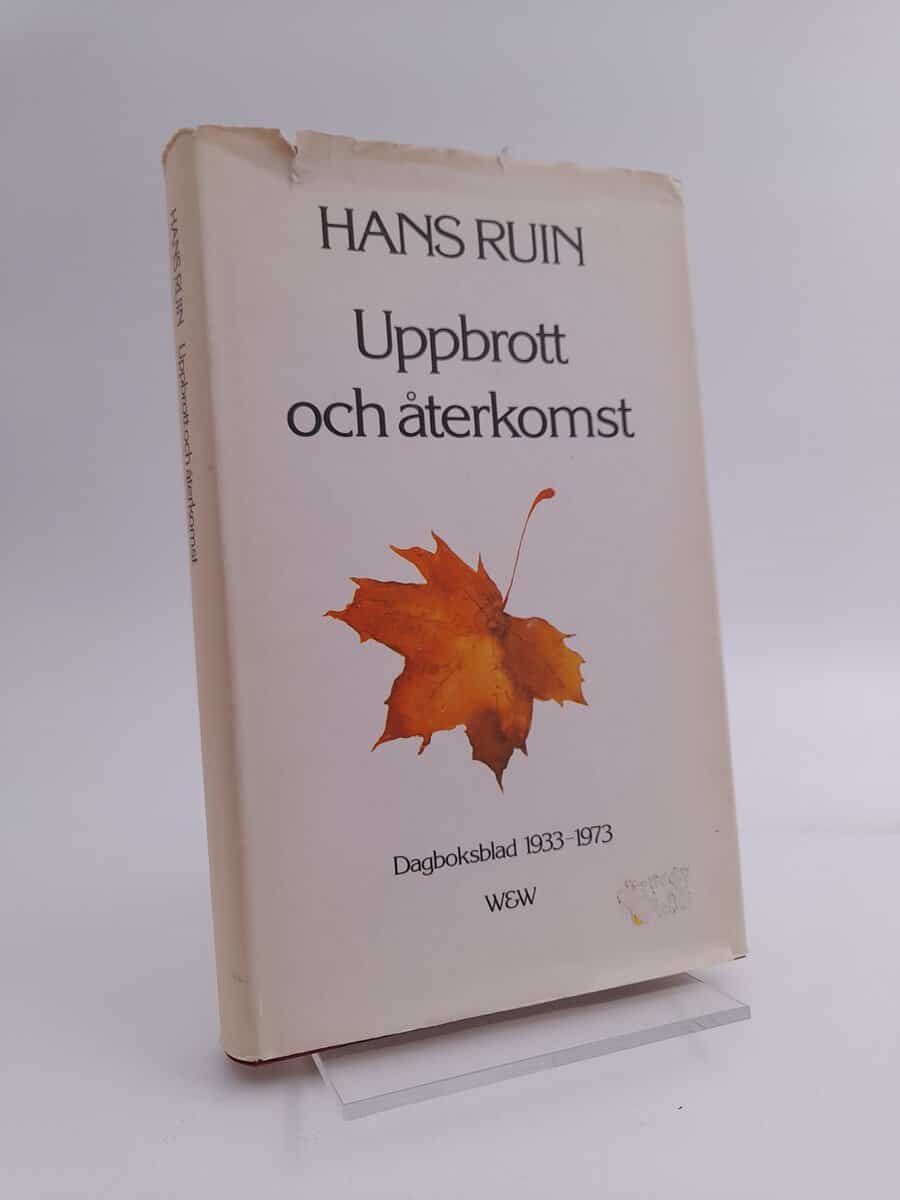 HANS RUIN
Uppbrott
och återkomst
Dagboksblad 1933–1973
W&W
HANS RUIN Uppbrott och återkomst